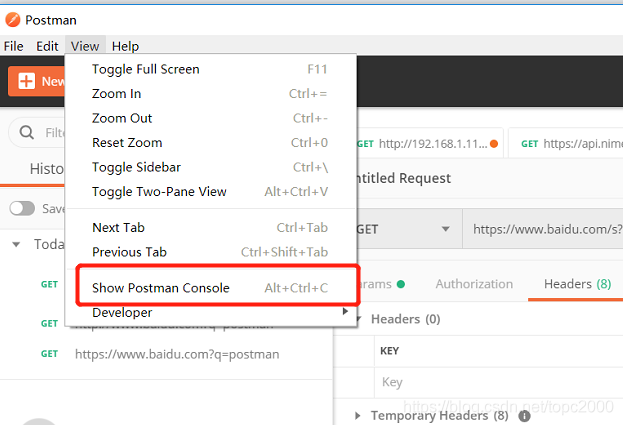 Postman
File Edit View Help
New
Toggle Full Screen F11
Zoom In Ctrl+=
Zoom Out Ctrl+-
Reset Zoom Ctrl+0
Toggle Sidebar Ctrl+\
Toggle Two-Pane View Alt+Ctrl+V
Next Tab Ctrl+Tab
Previous Tab Ctrl+Shift+Tab
Show Postman Console Alt+Ctrl+C
Developer
Filte
Histo
Save
Toda
GET
GET
GET https://www.baidu.com?q=postman
GET http://192.168.1.11... GET https://api.nime
ntitled Request
GET https://www.baidu.com/s?
arams Authorization Headers (8)
Headers (0)
KEY
Key
Temporary Headers (8)
https://blog.csdn.net/topc2000